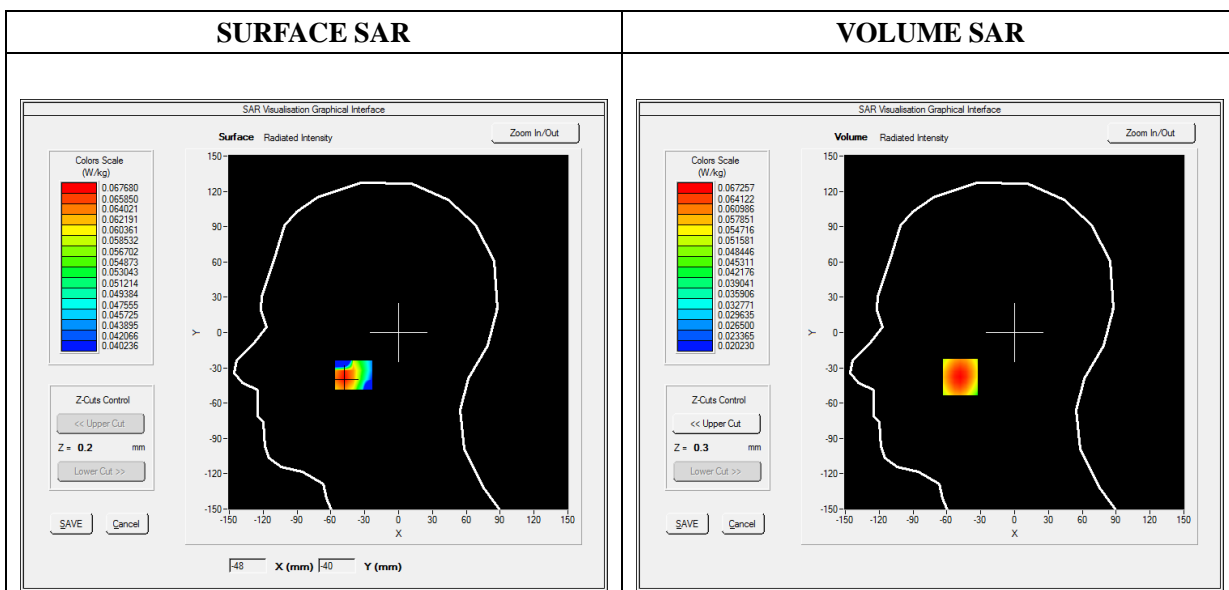 SURFACE SAR
VOLUME SAR
SAR Visualisation Graphical Interface
Surface Radiated Intensity
Zoom In/Out
Colors Scale
(W/kg)
0.067680
0.065850
0.064021
0.062191
0.060361
0.058532
0.056702
0.054873
0.053043
0.051214
0.049384
0.047555
0.045725
0.043895
0.042066
0.040236
Z-Cuts Control
<< Upper Cut
Z = 0.2 mm
Lower Cut >>
SAVE Cancel
150
120
90
60
30
0
-30
-60
-90
-120
-150
Y
-150 -120 -90 -60 -30 0 30 60 90 120 150
X
-48 X (mm) -40 Y (mm)
SAR Visualisation Graphical Interface
Volume Radiated Intensity
Zoom In/Out
Colors Scale
(W/kg)
0.067257
0.064122
0.060986
0.057851
0.054716
0.051581
0.048446
0.045311
0.042176
0.039041
0.035906
0.032771
0.029635
0.026500
0.023365
0.020230
Z-Cuts Control
<< Upper Cut
Z = 0.3 mm
Lower Cut >>
SAVE Cancel
150
120
90
60
30
0
-30
-60
-90
-120
-150
Y
-150 -120 -90 -60 -30 0 30 60 90 120 150
X